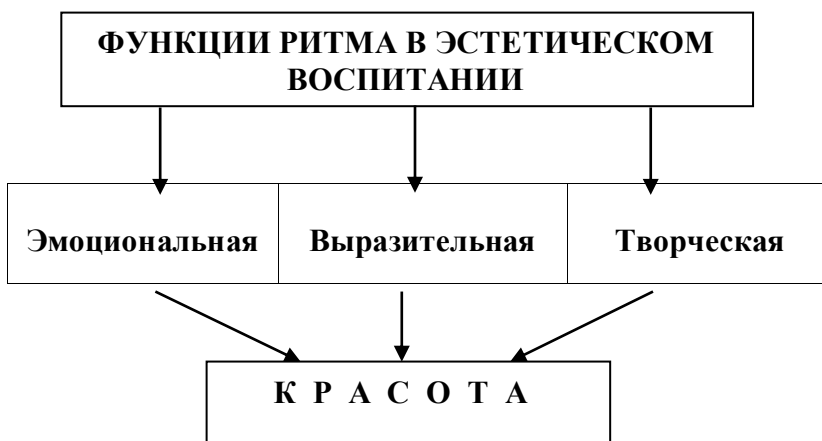 ФУНКЦИИ РИТМА В ЭСТЕТИЧЕСКОМ
ВОСПИТАНИИ
Эмоциональная Выразительная Творческая
К Р А С О Т А